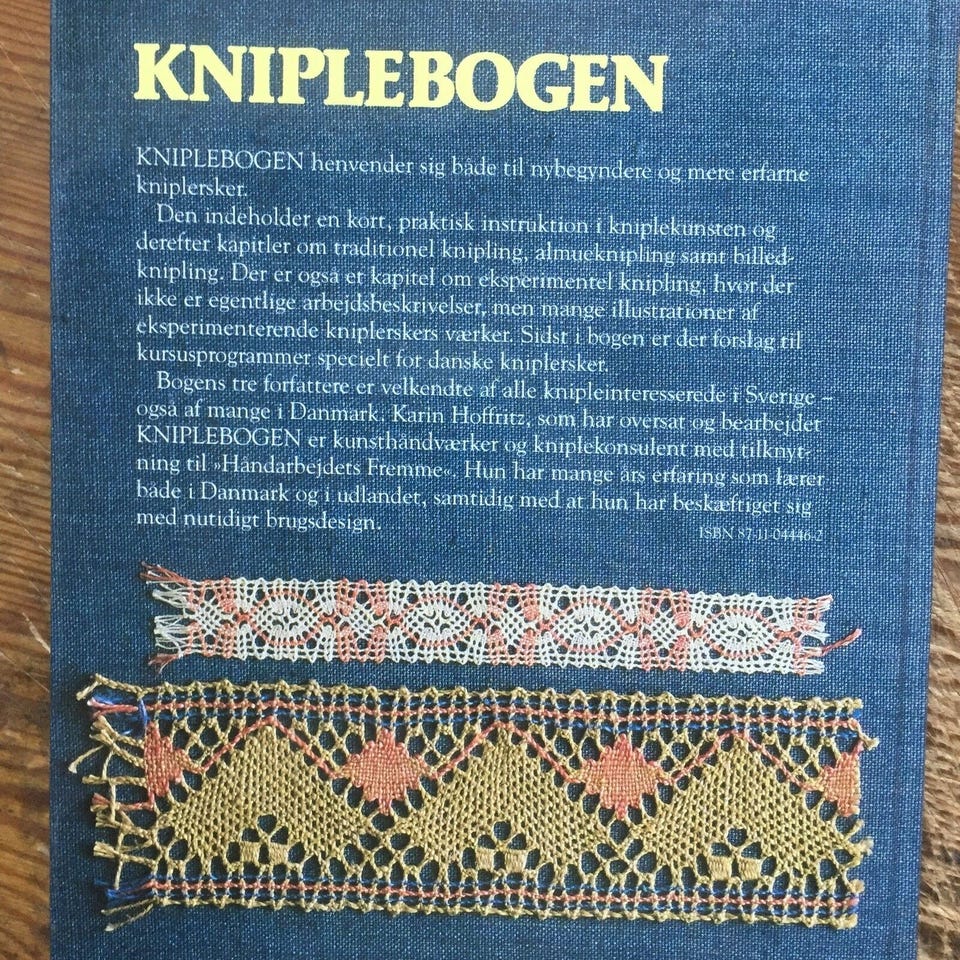 KNIPLEBOGEN
KNIPLEBOGEN henvender sig både til nybegyndere og mere erfarne
kniplersker.
Den indeholder en kort, praktisk instruktion i kniplekunsten og
derefter kapitler om traditionel knipling, almueknipling samt billed-
knipling. Der er også et kapitel om eksperimentel knipling, hvor der
ikke er egentlige arbejdsbeskrivelser, men mange illustrationer af
eksperimenterende kniplerskers værker. Sidst i bogen er der forslag til
kursusprogrammer specielt for danske kniplersker.
Bogens tre forfattere er velkendte af alle knipleinteresserede i Sverige –
også af mange i Danmark. Karin Hoffritz, som har oversat og bearbejdet
KNIPLEBOGEN er kunsthåndværker og kniplekonsulent med tilknyt-
ning til »Håndarbejdets Fremme«. Hun har mange års erfaring som lærer
både i Danmark og i udlandet, samtidig med at hun har beskæftiget sig
med nutidigt brugsdesign.
ISBN 87-11-04446-2